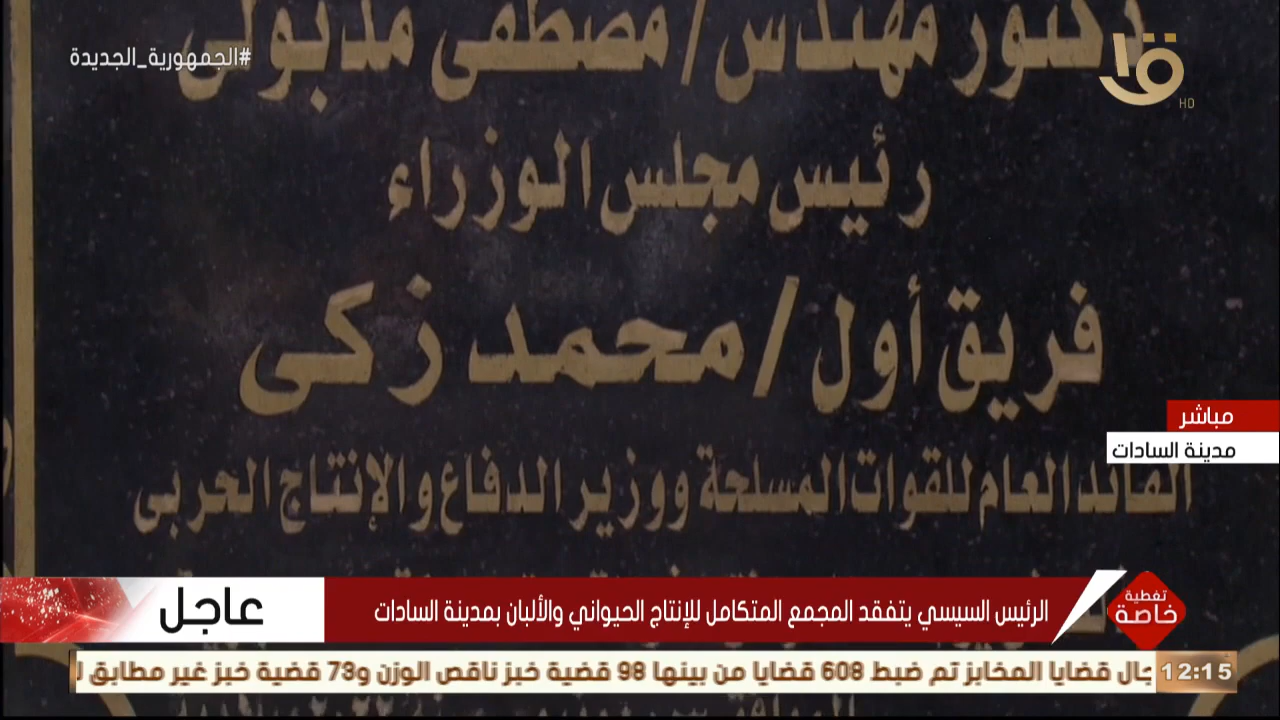 دكتور مهندس / مصطفى مدبولى
#الجمهورية_الجديدة
HD
رئيس مجلس الوزراء
فريق أول / محمد زكى
مباشر
مدينة السادات
القائد العام للقوات المسلحة ووزير الدفاع والإنتاج الحربى
تغطية خاصة
الرئيس السيسي يتفقد المجمع المتكامل للإنتاج الحيواني والألبان بمدينة السادات
عاجل
12:15
قضايا المخابز تم ضبط 608 قضايا من بينها 98 قضية خبز ناقص الوزن و73 قضية خبز غير مطابق